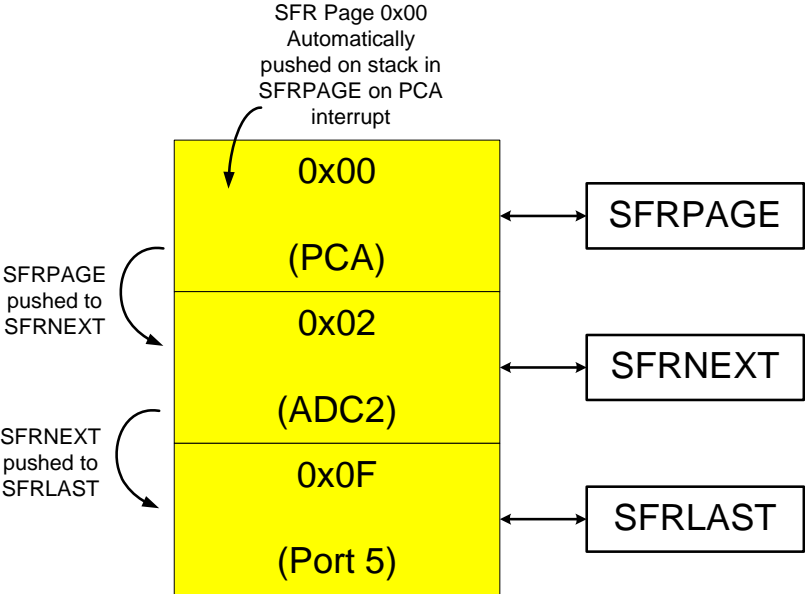 SFR Page 0x00
Automatically
pushed on stack in
SFRPAGE on PCA
interrupt
0x00
(PCA)
SFRPAGE
SFRPAGE
pushed to
SFRNEXT
0x02
(ADC2)
SFRNEXT
SFRNEXT
pushed to
SFRLAST
0x0F
(Port 5)
SFRLAST